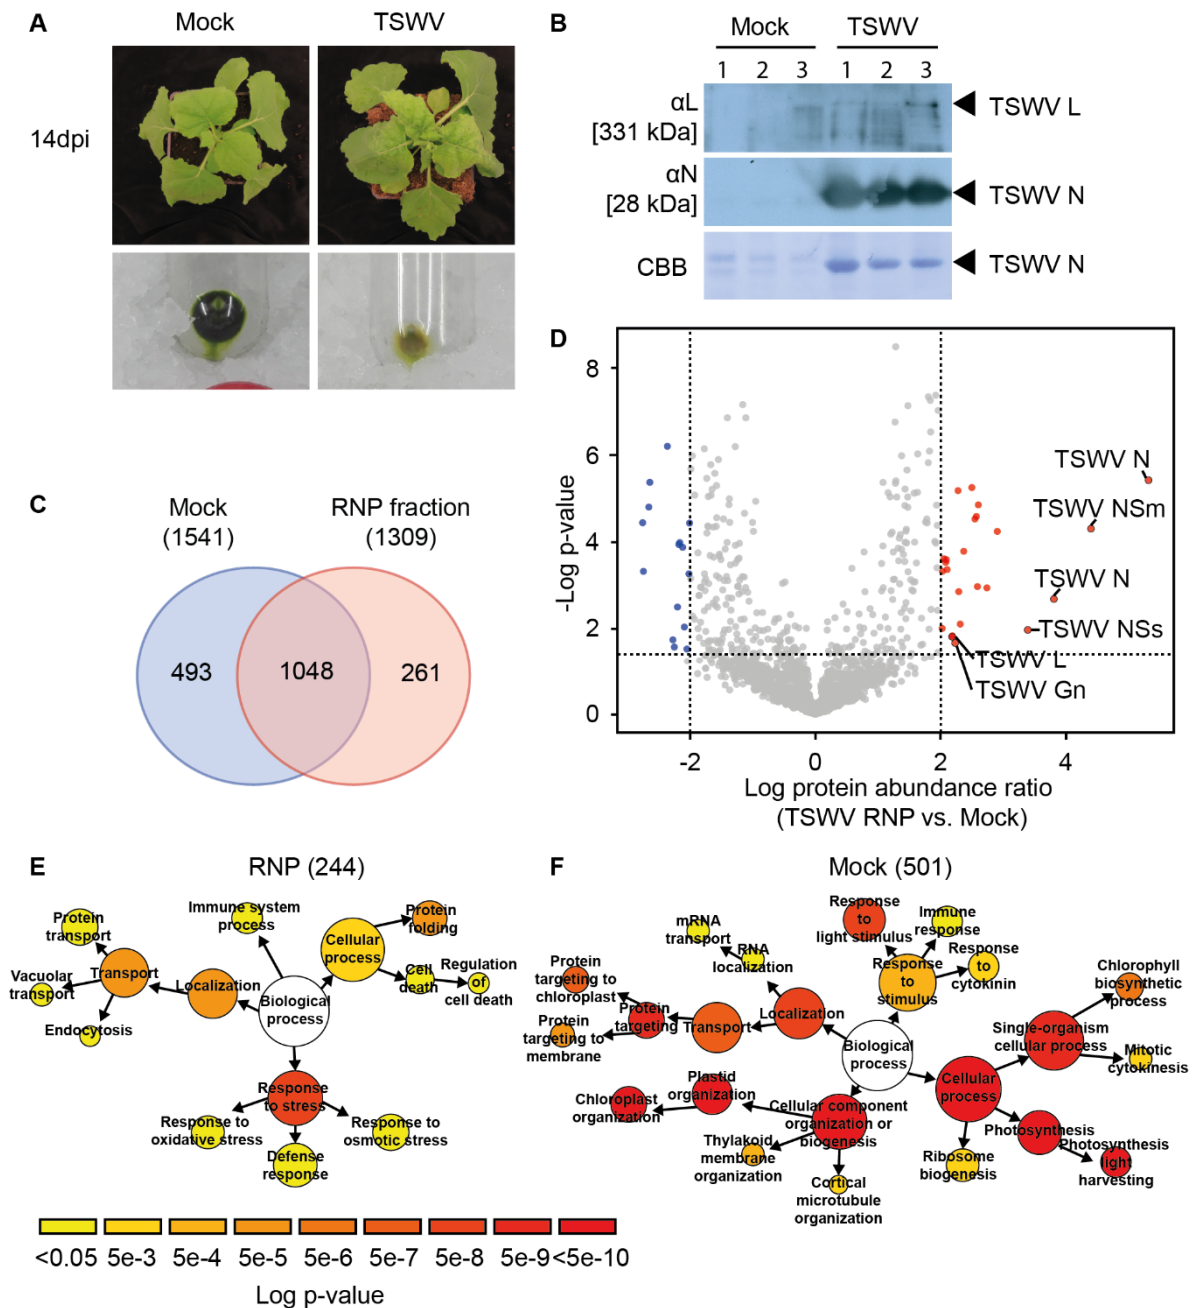 A
Mock
TSWV
14dpi
B
Mock
TSWV
1 2 3 1 2 3
αL
[331 kDa]
TSWV L
αN
[28 kDa]
TSWV N
CBB
TSWV N
C
Mock
(1541)
RNP fraction
(1309)
493
1048
261
D
8
6
4
2
0
-Log p-value
TSWV N
TSWV NSm
TSWV N
TSWV NSs
TSWV L
TSWV Gn
-2 0 2 4
Log protein abundance ratio
(TSWV RNP vs. Mock)
E
RNP (244)
Immune system
process
Protein
folding
Protein
transport
Cellular
process
Transport
Localization
Cell
death
Regulation
of
cell death
Vacuolar
transport
Biological
process
Endocytosis
Response
to stress
Response to
oxidative stress
Response to
osmotic stress
Defense
response
F
Mock (501)
Response
to
light stimulus
Immune
response
mRNA
transport
RNA
localization
Response
to
stimulus
Response
to
cytokinin
Protein
targeting to
chloroplast
Chlorophyll
biosynthetic
process
Protein
targeting
Transport
Localization
Single-organism
cellular process
Protein
targeting to
membrane
Biological
process
Mitotic
cytokinesis
Plastid
organization
Cellular
process
Chloroplast
organization
Cellular component
organization or
biogenesis
Photosynthesis
Thylakoid
membrane
organization
Ribosome
biogenesis
Photosynthesis
light
harvesting
Cortical
microtubule
organization
<0.05 5e-3 5e-4 5e-5 5e-6 5e-7 5e-8 5e-9 <5e-10
Log p-value